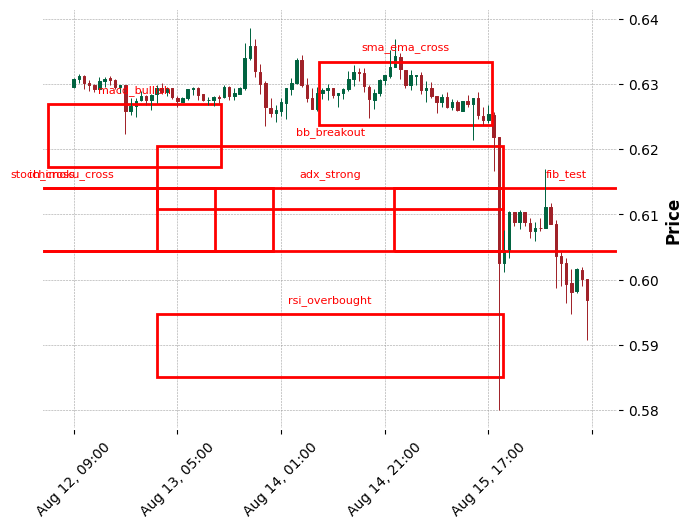 0.64
sma_ema_cross
0.63
macd_bullish
bb_breakout
0.62
ichimoku_cross
adx_strong
fib_test
0.61
Price
0.60
rsi_overbought
0.59
0.58
Aug 12, 09:00
Aug 13, 05:00
Aug 14, 01:00
Aug 14, 21:00
Aug 15, 17:00